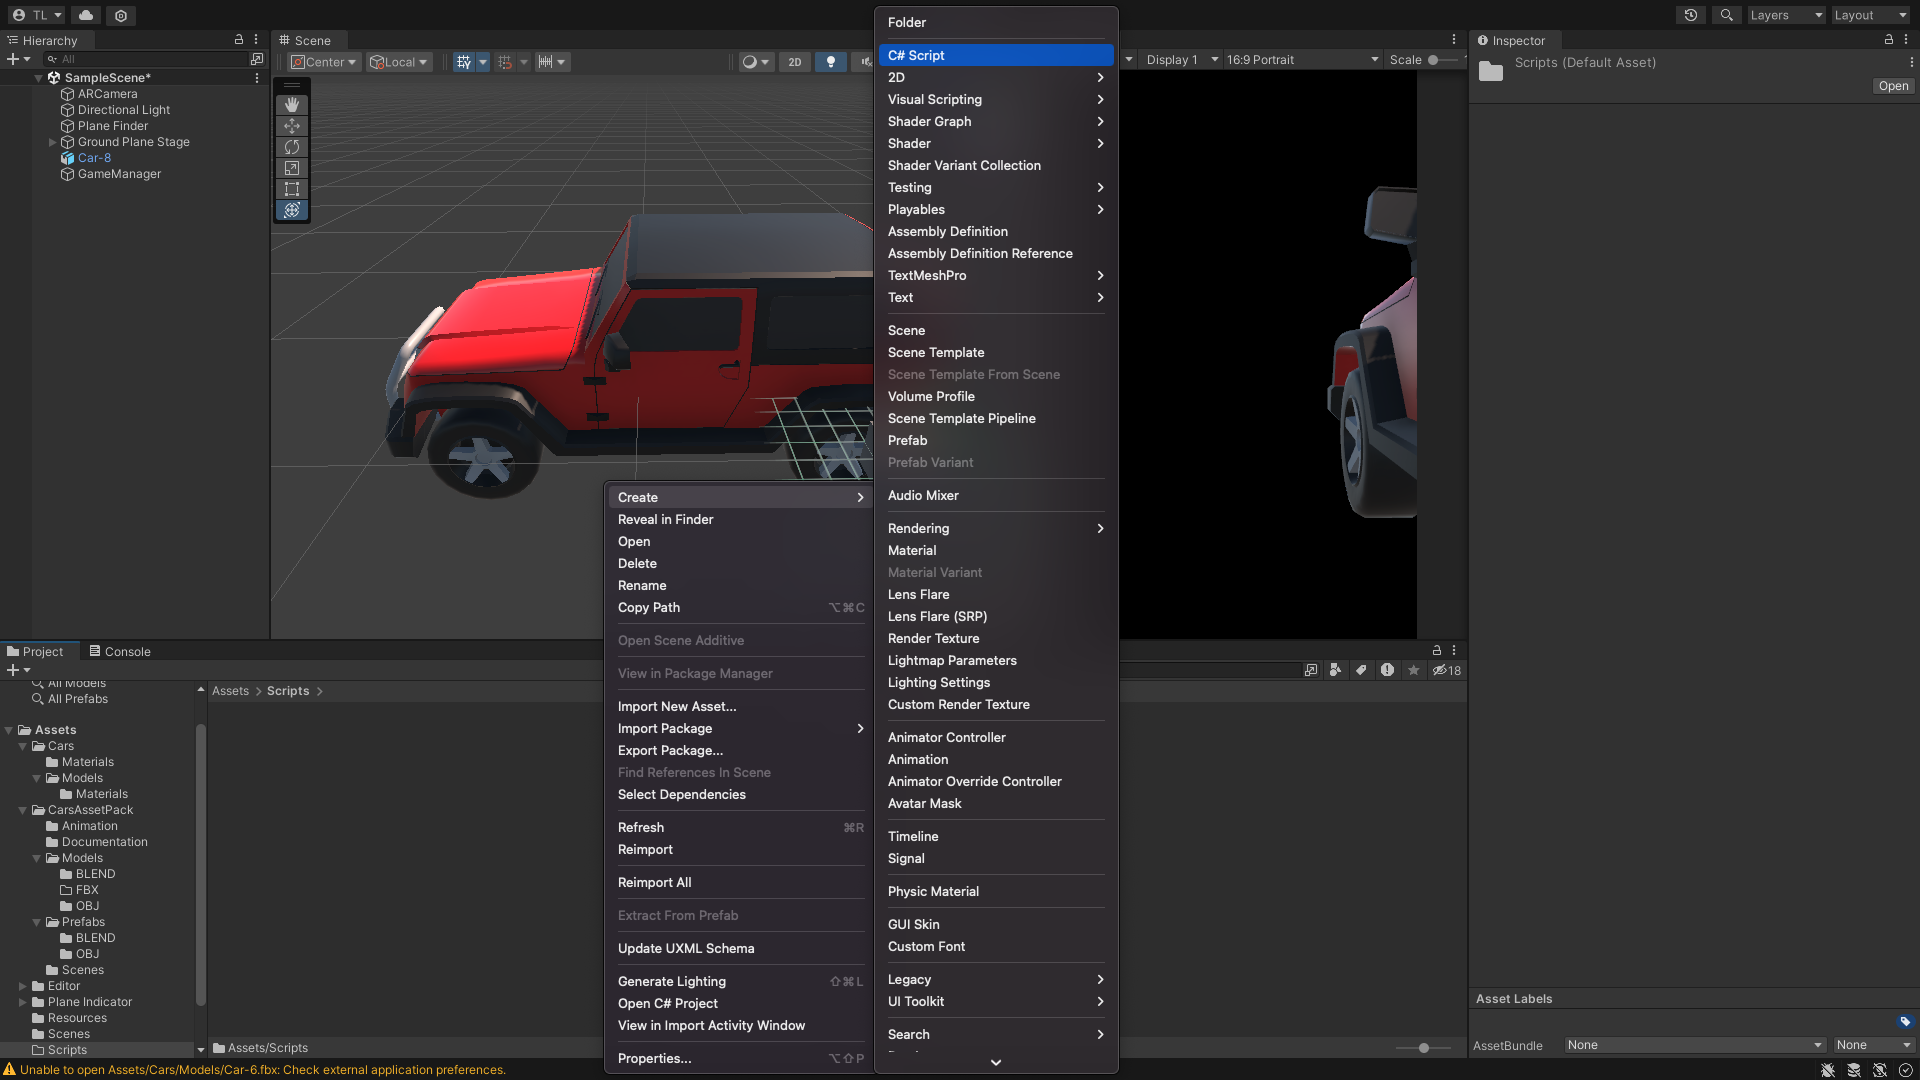 TL
Layers
Layout
Hierarchy
All
SampleScene*
ARCamera
Directional Light
Plane Finder
Ground Plane Stage
Car-8
GameManager
Scene
Center
Local
2D
Display 1
16:9 Portrait
Scale
Inspector
Scripts (Default Asset)
Open
Folder
C# Script
2D
Visual Scripting
Shader Graph
Shader
Shader Variant Collection
Testing
Playables
Assembly Definition
Assembly Definition Reference
TextMeshPro
Text
Scene
Scene Template
Scene Template From Scene
Volume Profile
Scene Template Pipeline
Prefab
Prefab Variant
Audio Mixer
Rendering
Material
Material Variant
Lens Flare
Lens Flare (SRP)
Render Texture
Lightmap Parameters
Lighting Settings
Custom Render Texture
Animator Controller
Animation
Animator Override Controller
Avatar Mask
Timeline
Signal
Physic Material
GUI Skin
Custom Font
Legacy
UI Toolkit
Search
Create
Reveal in Finder
Open
Delete
Rename
Copy Path ⌥⌘C
Open Scene Additive
View in Package Manager
Import New Asset...
Import Package
Export Package...
Find References In Scene
Select Dependencies
Refresh ⌘R
Reimport
Reimport All
Extract From Prefab
Update UXML Schema
Generate Lighting ⇧⌘L
Open C# Project
View in Import Activity Window
Properties... ⌥⇧P
Project
Console
18
All Models
All Prefabs
Assets
Cars
Materials
Models
Materials
CarsAssetPack
Animation
Documentation
Models
BLEND
FBX
OBJ
Prefabs
BLEND
OBJ
Scenes
Editor
Plane Indicator
Resources
Scenes
Scripts
Assets > Scripts >
Assets/Scripts
Asset Labels
AssetBundle
None
None
Unable to open Assets/Cars/Models/Car-6.fbx: Check external application preferences.